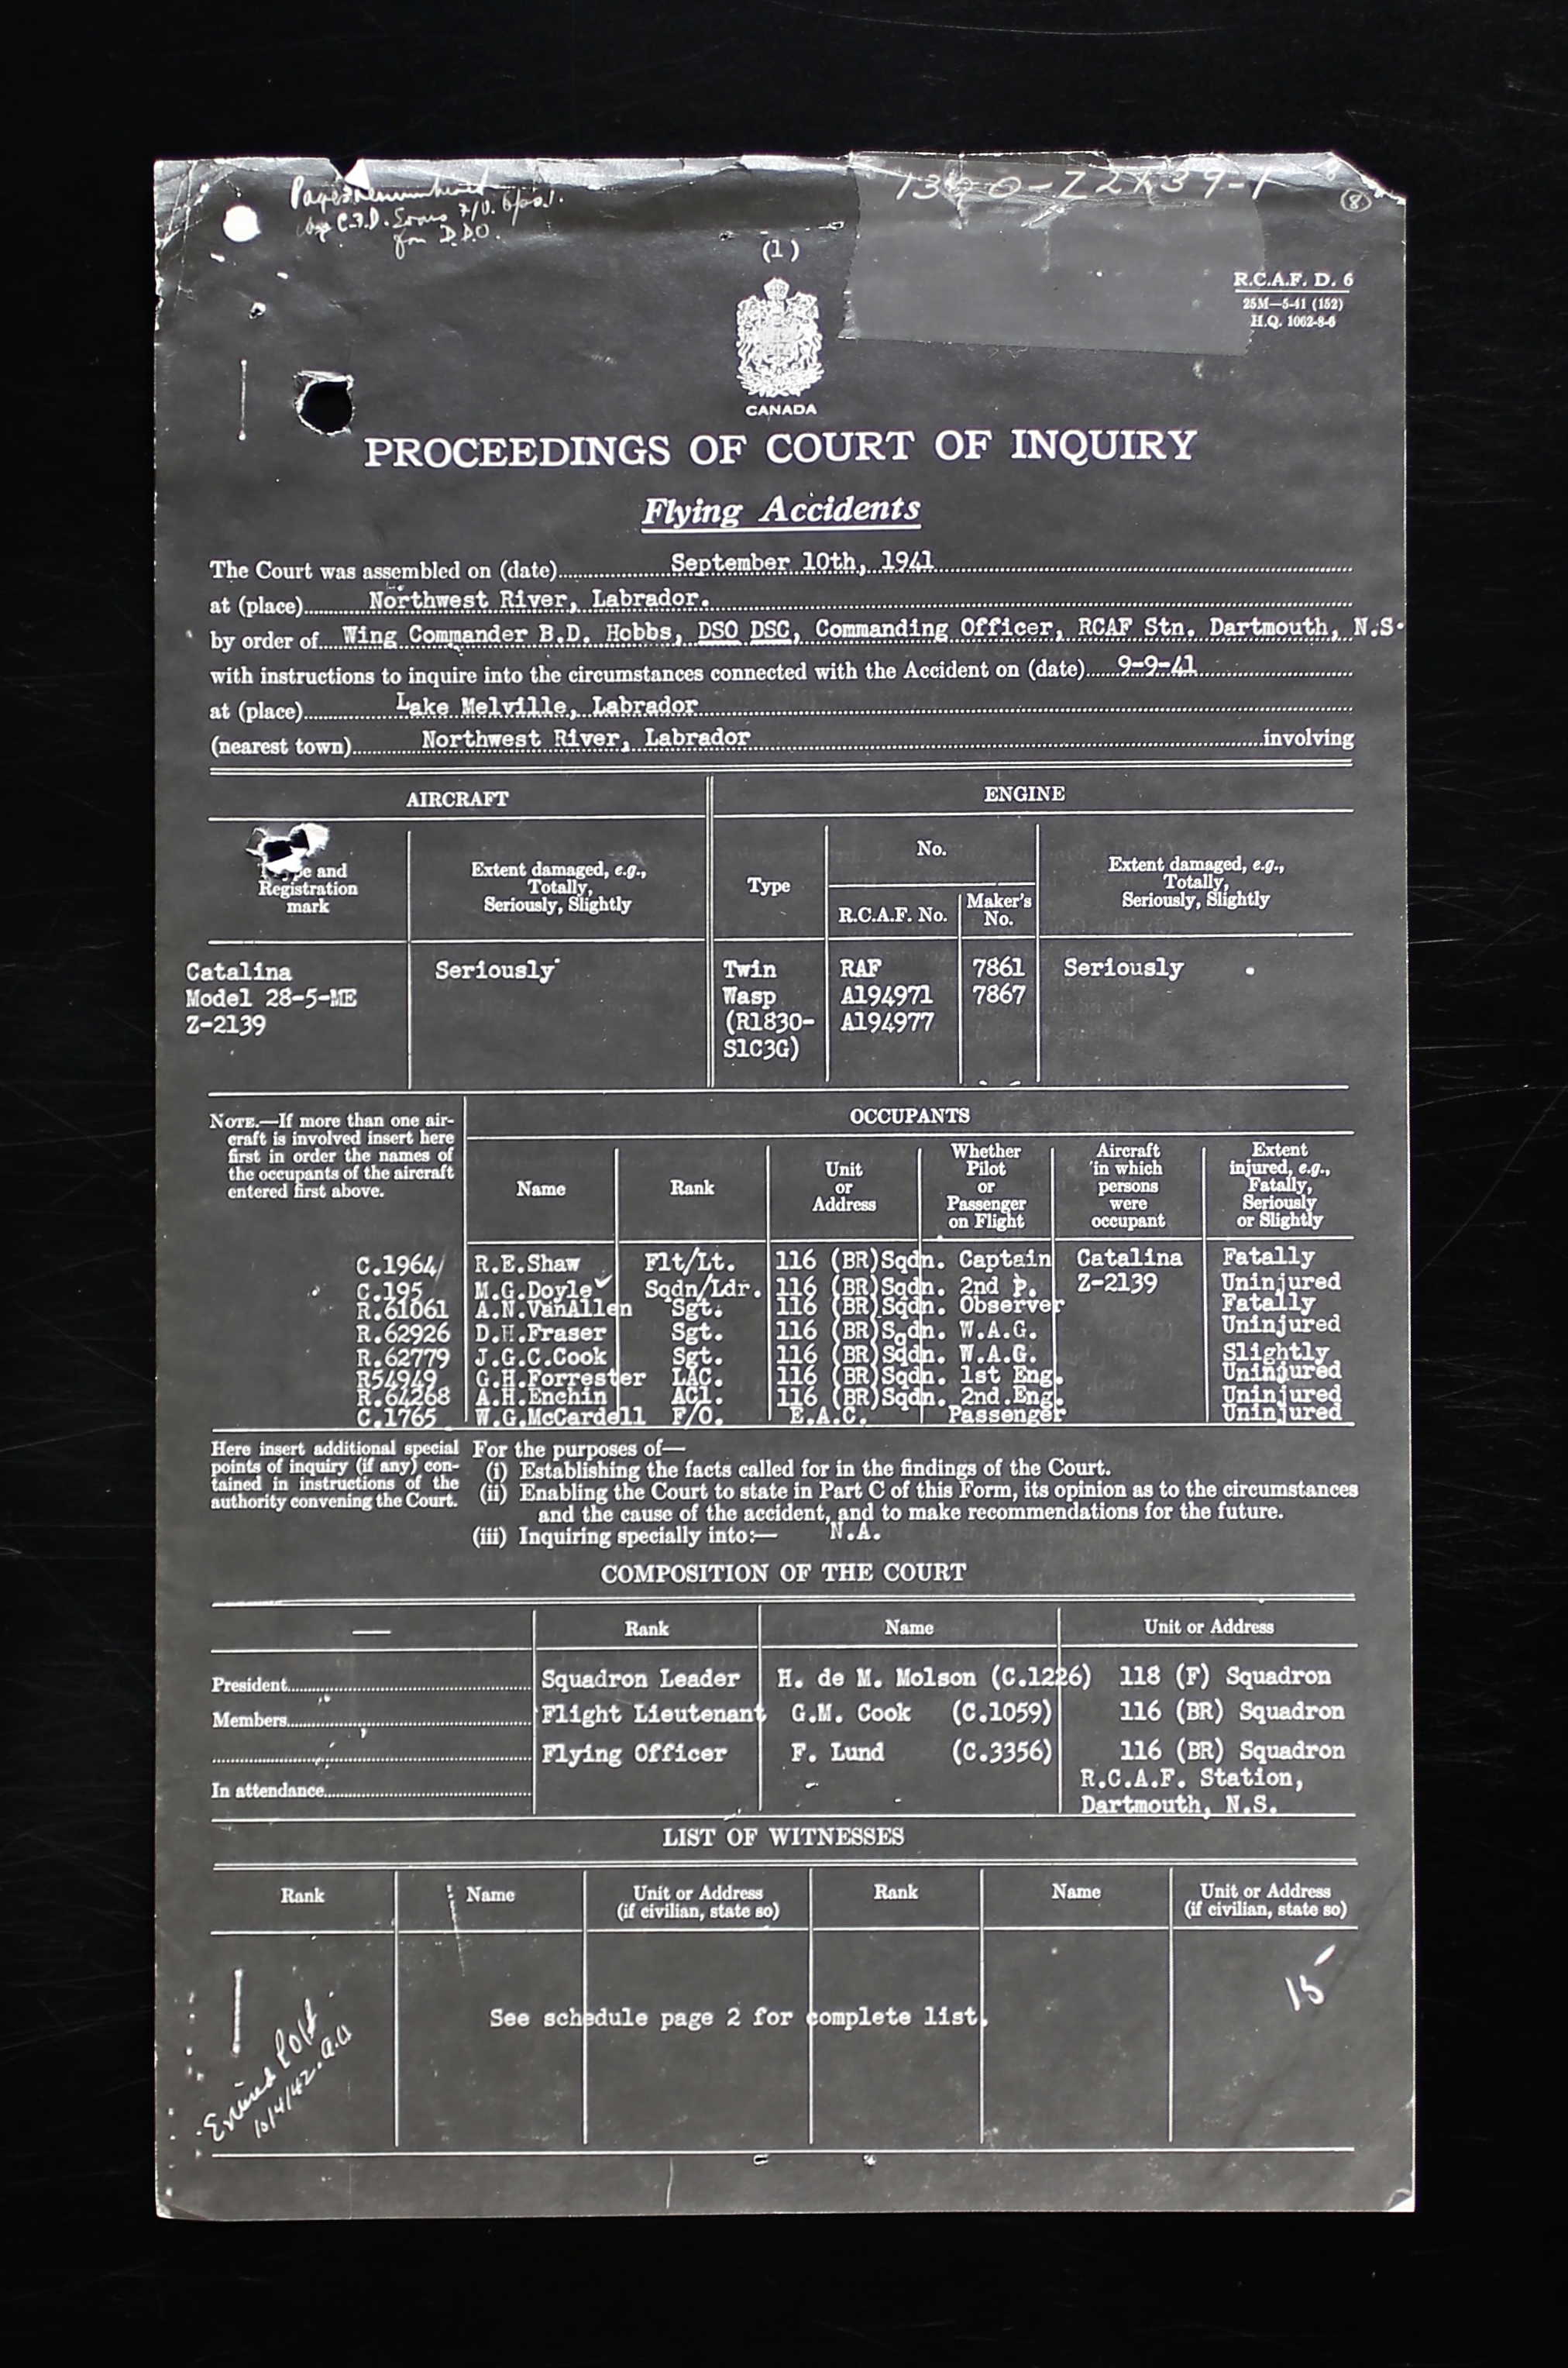 (8)
(1)
R.C.A.F. D. 6
25M—5-41 (152)
H.Q. 1062-8-6
CANADA
PROCEEDINGS OF COURT OF INQUIRY
Flying Accidents
The Court was assembled on (date) September 10th, 1941
at (place) Northwest River, Labrador.
by order of Wing Commander B.D. Hobbs, DSO DSC, Commanding Officer, RCAF Stn. Dartmouth, N.S.
with instructions to inquire into the circumstances connected with the Accident on (date) 9-9-41
at (place) Lake Melville, Labrador
(nearest town) Northwest River, Labrador involving
AIRCRAFT ENGINE
and Registration mark
Extent damaged, e.g., Totally, Seriously, Slightly
Type
No.
R.C.A.F. No. Maker's No.
Extent damaged, e.g., Totally, Seriously, Slightly
Catalina Seriously Twin RAF 7861 Seriously
Model 28-5-ME Wasp A194971 7867
Z-2139 (R1830- A194977
S1C3G)
NOTE.—If more than one air-
craft is involved insert here
first in order the names of
the occupants of the aircraft
entered first above.
OCCUPANTS
Name
Rank
Unit or Address
Whether Pilot or Passenger on Flight
Aircraft in which persons were occupant
Extent injured, e.g., Fatally, Seriously or Slightly
C.1964 R.E.Shaw Flt/Lt. 116 (BR)Sqdn. Captain Catalina Fatally
C.195 M.G.Doyle Sqdn/Ldr. 116 (BR)Sqdn. 2nd P. Z-2139 Uninjured
R.61061 A.N.VanAllen Sgt. 116 (BR)Sqdn. Observer Fatally
R.62926 D.H.Fraser Sgt. 116 (BR)Sqdn. W.A.G. Uninjured
R.62779 J.G.C.Cook Sgt. 116 (BR)Sqdn. W.A.G. Slightly
R54949 G.H.Forrester LAC. 116 (BR)Sqdn. 1st Eng. Uninjured
R.64268 A.H.Enchin AC1. 116 (BR)Sqdn. 2nd.Eng. Uninjured
C.1765 W.G.McCardell F/O. E.A.C. Passenger Uninjured
Here insert additional special
points of inquiry (if any) con-
tained in instructions of the
authority convening the Court.
For the purposes of—
(i) Establishing the facts called for in the findings of the Court.
(ii) Enabling the Court to state in Part C of this Form, its opinion as to the circumstances
and the cause of the accident, and to make recommendations for the future.
(iii) Inquiring specially into:— N.A.
COMPOSITION OF THE COURT
— Rank Name Unit or Address
President Squadron Leader H. de M. Molson (C.1226) 118 (F) Squadron
Members Flight Lieutenant G.M. Cook (C.1059) 116 (BR) Squadron
Flying Officer F. Lund (C.3356) 116 (BR) Squadron
In attendance R.C.A.F. Station,
Dartmouth, N.S.
LIST OF WITNESSES
Rank Name Unit or Address (if civilian, state so) Rank Name Unit or Address (if civilian, state so)
15
See schedule page 2 for complete list.
10/4/42